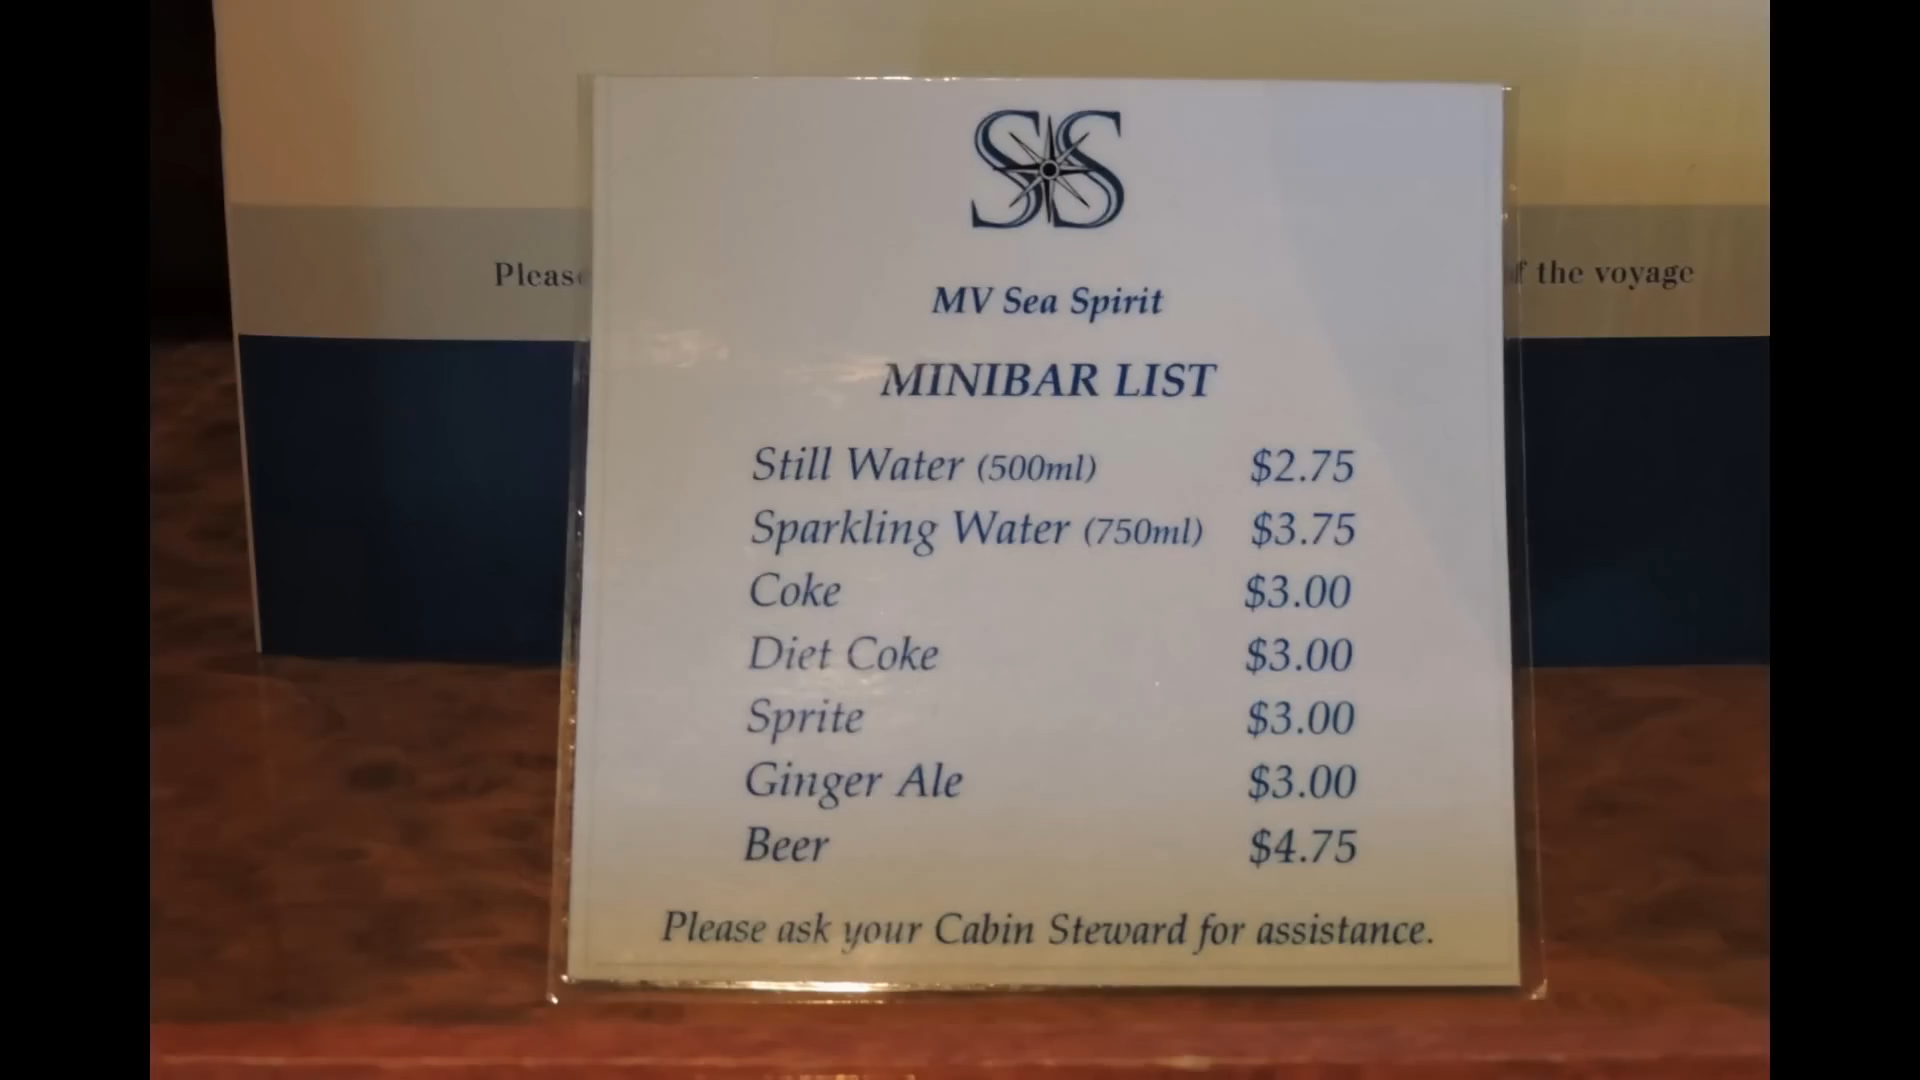 SS
MV Sea Spirit
MINIBAR LIST
Still Water (500ml) $2.75
Sparkling Water (750ml) $3.75
Coke $3.00
Diet Coke $3.00
Sprite $3.00
Ginger Ale $3.00
Beer $4.75
Please ask your Cabin Steward for assistance.
Please
of the voyage